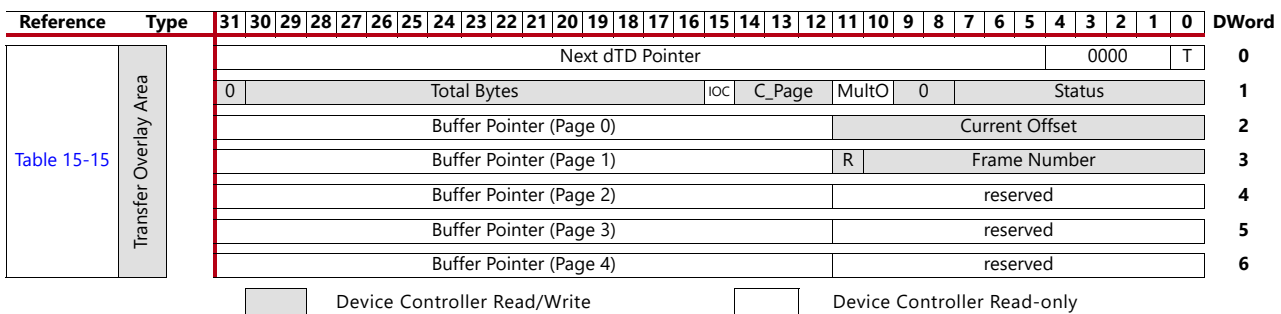 Reference Type 31 30 29 28 27 26 25 24 23 22 21 20 19 18 17 16 15 14 13 12 11 10 9 8 7 6 5 4 3 2 1 0 DWord
Table 15-15
Transfer Overlay Area
Next dTD Pointer 0000 T 0
0 Total Bytes IOC C_Page MultO 0 Status 1
Buffer Pointer (Page 0) Current Offset 2
Buffer Pointer (Page 1) R Frame Number 3
Buffer Pointer (Page 2) reserved 4
Buffer Pointer (Page 3) reserved 5
Buffer Pointer (Page 4) reserved 6
Device Controller Read/Write Device Controller Read-only